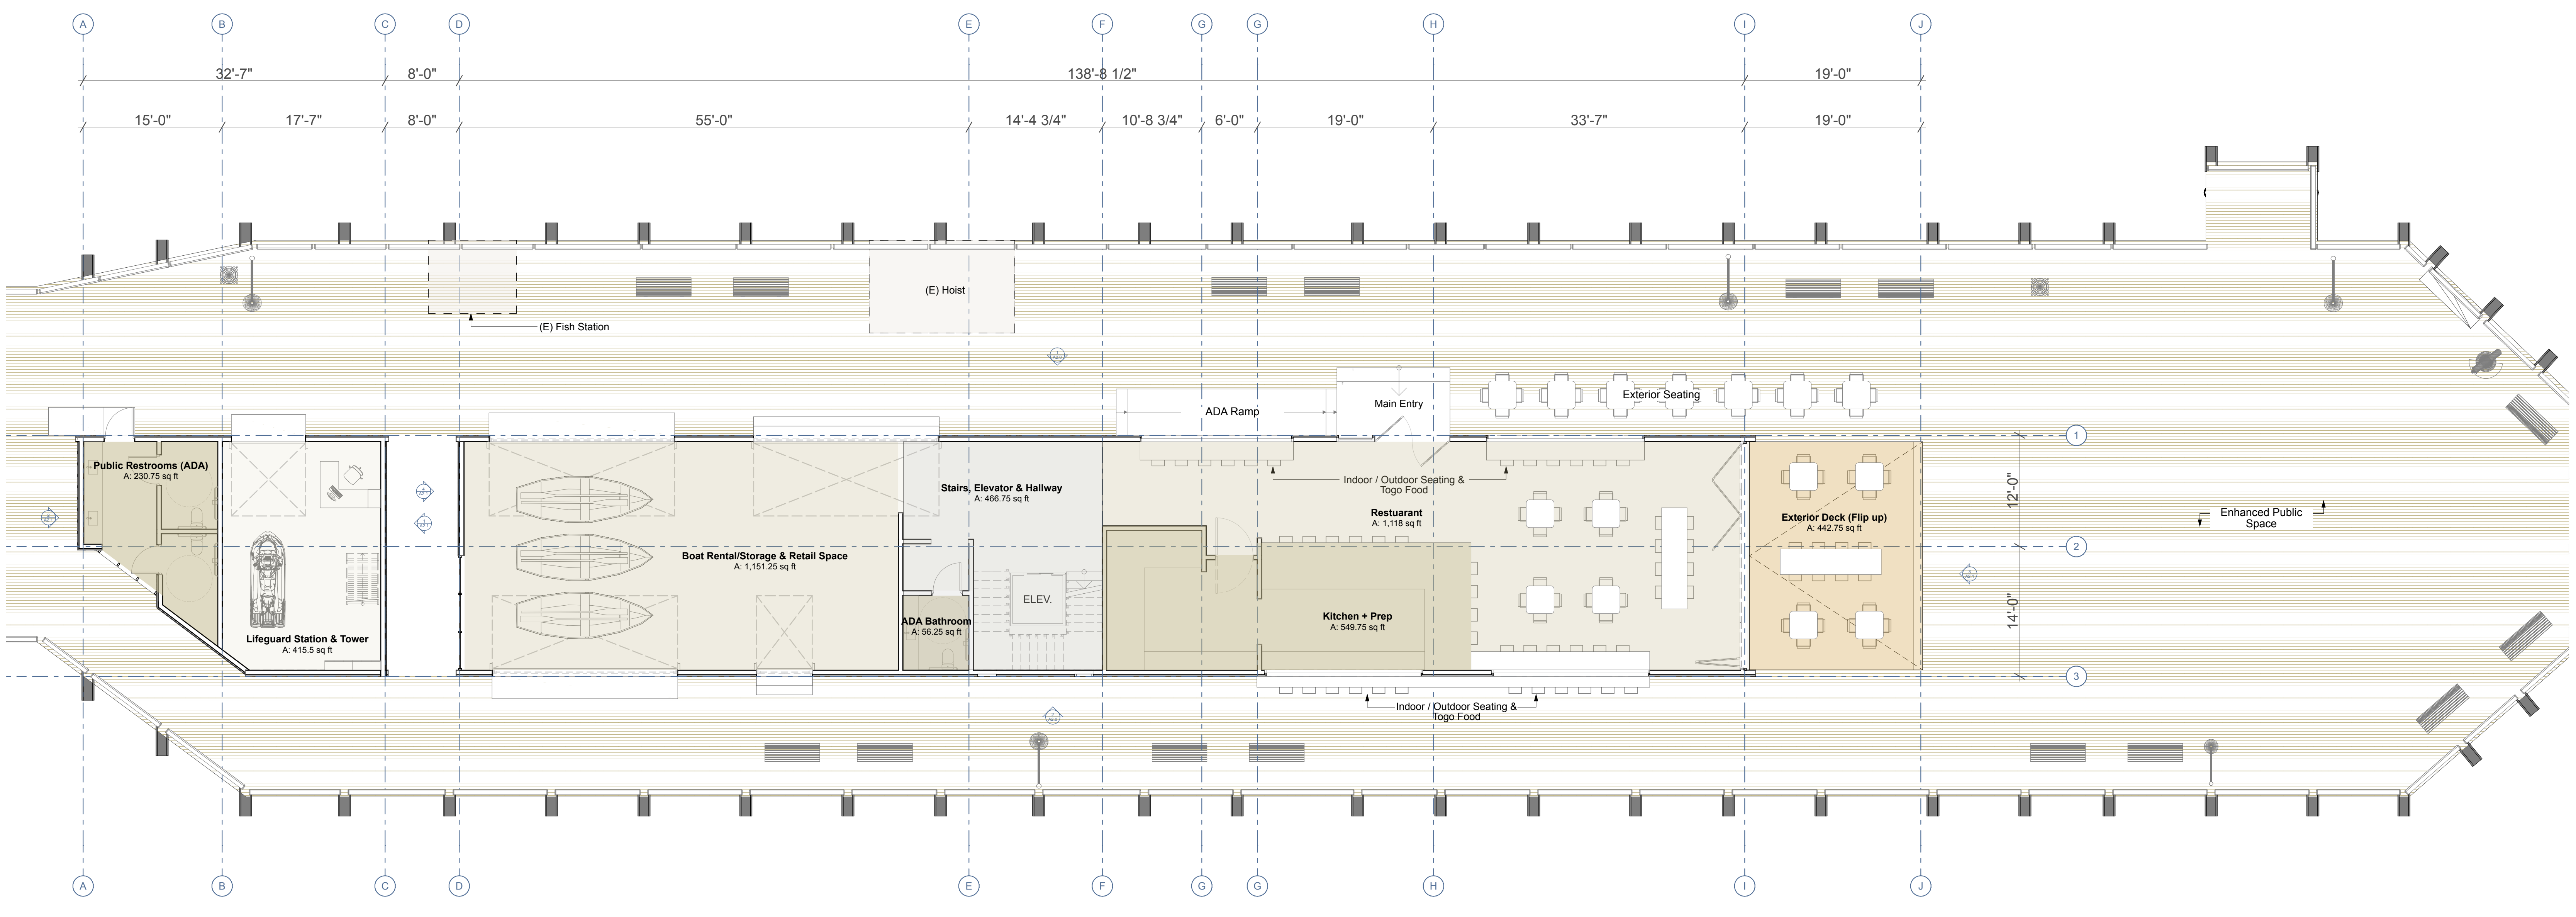 A B C D E F G G H I J
32'-7" 8'-0" 138'-8 1/2" 19'-0"
15'-0" 17'-7" 8'-0" 55'-0" 14'-4 3/4" 10'-8 3/4" 6'-0" 19'-0" 33'-7" 19'-0"
(E) Hoist
(E) Fish Station
ADA Ramp
Main Entry
Exterior Seating
1
Public Restrooms (ADA)
A: 230.75 sq ft
Stairs, Elevator & Hallway
A: 466.75 sq ft
Indoor / Outdoor Seating &
Togo Food
Restuarant
A: 1,118 sq ft
Exterior Deck (Flip up)
A: 442.75 sq ft
12'-0"
Enhanced Public
Space
2
Boat Rental/Storage & Retail Space
A: 1,151.25 sq ft
ELEV.
ADA Bathroom
A: 56.25 sq ft
Kitchen + Prep
A: 549.75 sq ft
14'-0"
Lifeguard Station & Tower
A: 415.5 sq ft
3
Indoor / Outdoor Seating &
Togo Food
A B C D E F G G H I J